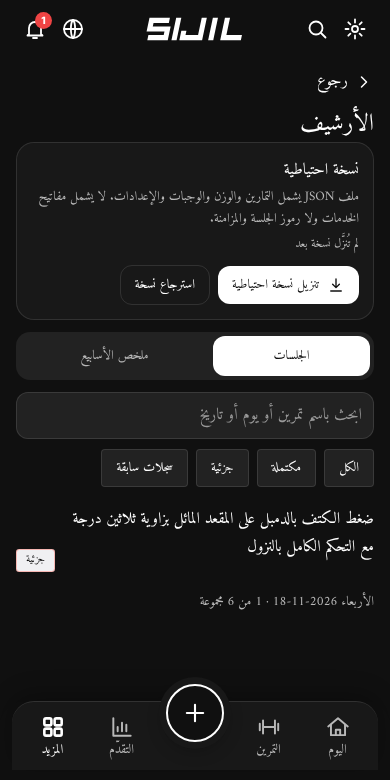 1
SIJIL
رجوع
الأرشيف
نسخة احتياطية
ملف JSON يشمل التمارين والوزن والوجبات والإعدادات. لا يشمل مفاتيح
الخدمات ولا رموز الجلسة والمزامنة.
لم تُنزَّل نسخة بعد
تنزيل نسخة احتياطية
استرجاع نسخة
الجلسات
ملخص الأسابيع
ابحث باسم تمرين أو يوم أو تاريخ
الكل
مكتملة
جزئية
سجلات سابقة
ضغط الكتف بالدمبل على المقعد المائل بزاوية ثلاثين درجة
مع التحكم الكامل بالنزول
جزئية
الأربعاء 2026-11-18 · 1 من 6 مجموعة
اليوم
التمرين
التقدّم
المزيد